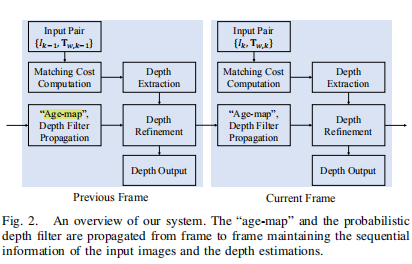 Input Pair
{I_{k-1}, T_{w,k-1}}
Matching Cost
Computation
Depth
Extraction
"Age-map",
Depth Filter
Propagation
Depth
Refinement
Depth Output
Previous Frame
Input Pair
{I_k, T_{w,k}}
Matching Cost
Computation
Depth
Extraction
"Age-map",
Depth Filter
Propagation
Depth
Refinement
Depth Output
Current Frame
Fig. 2. An overview of our system. The “age-map” and the probabilistic
depth filter are propagated from frame to frame maintaining the sequential
information of the input images and the depth estimations.